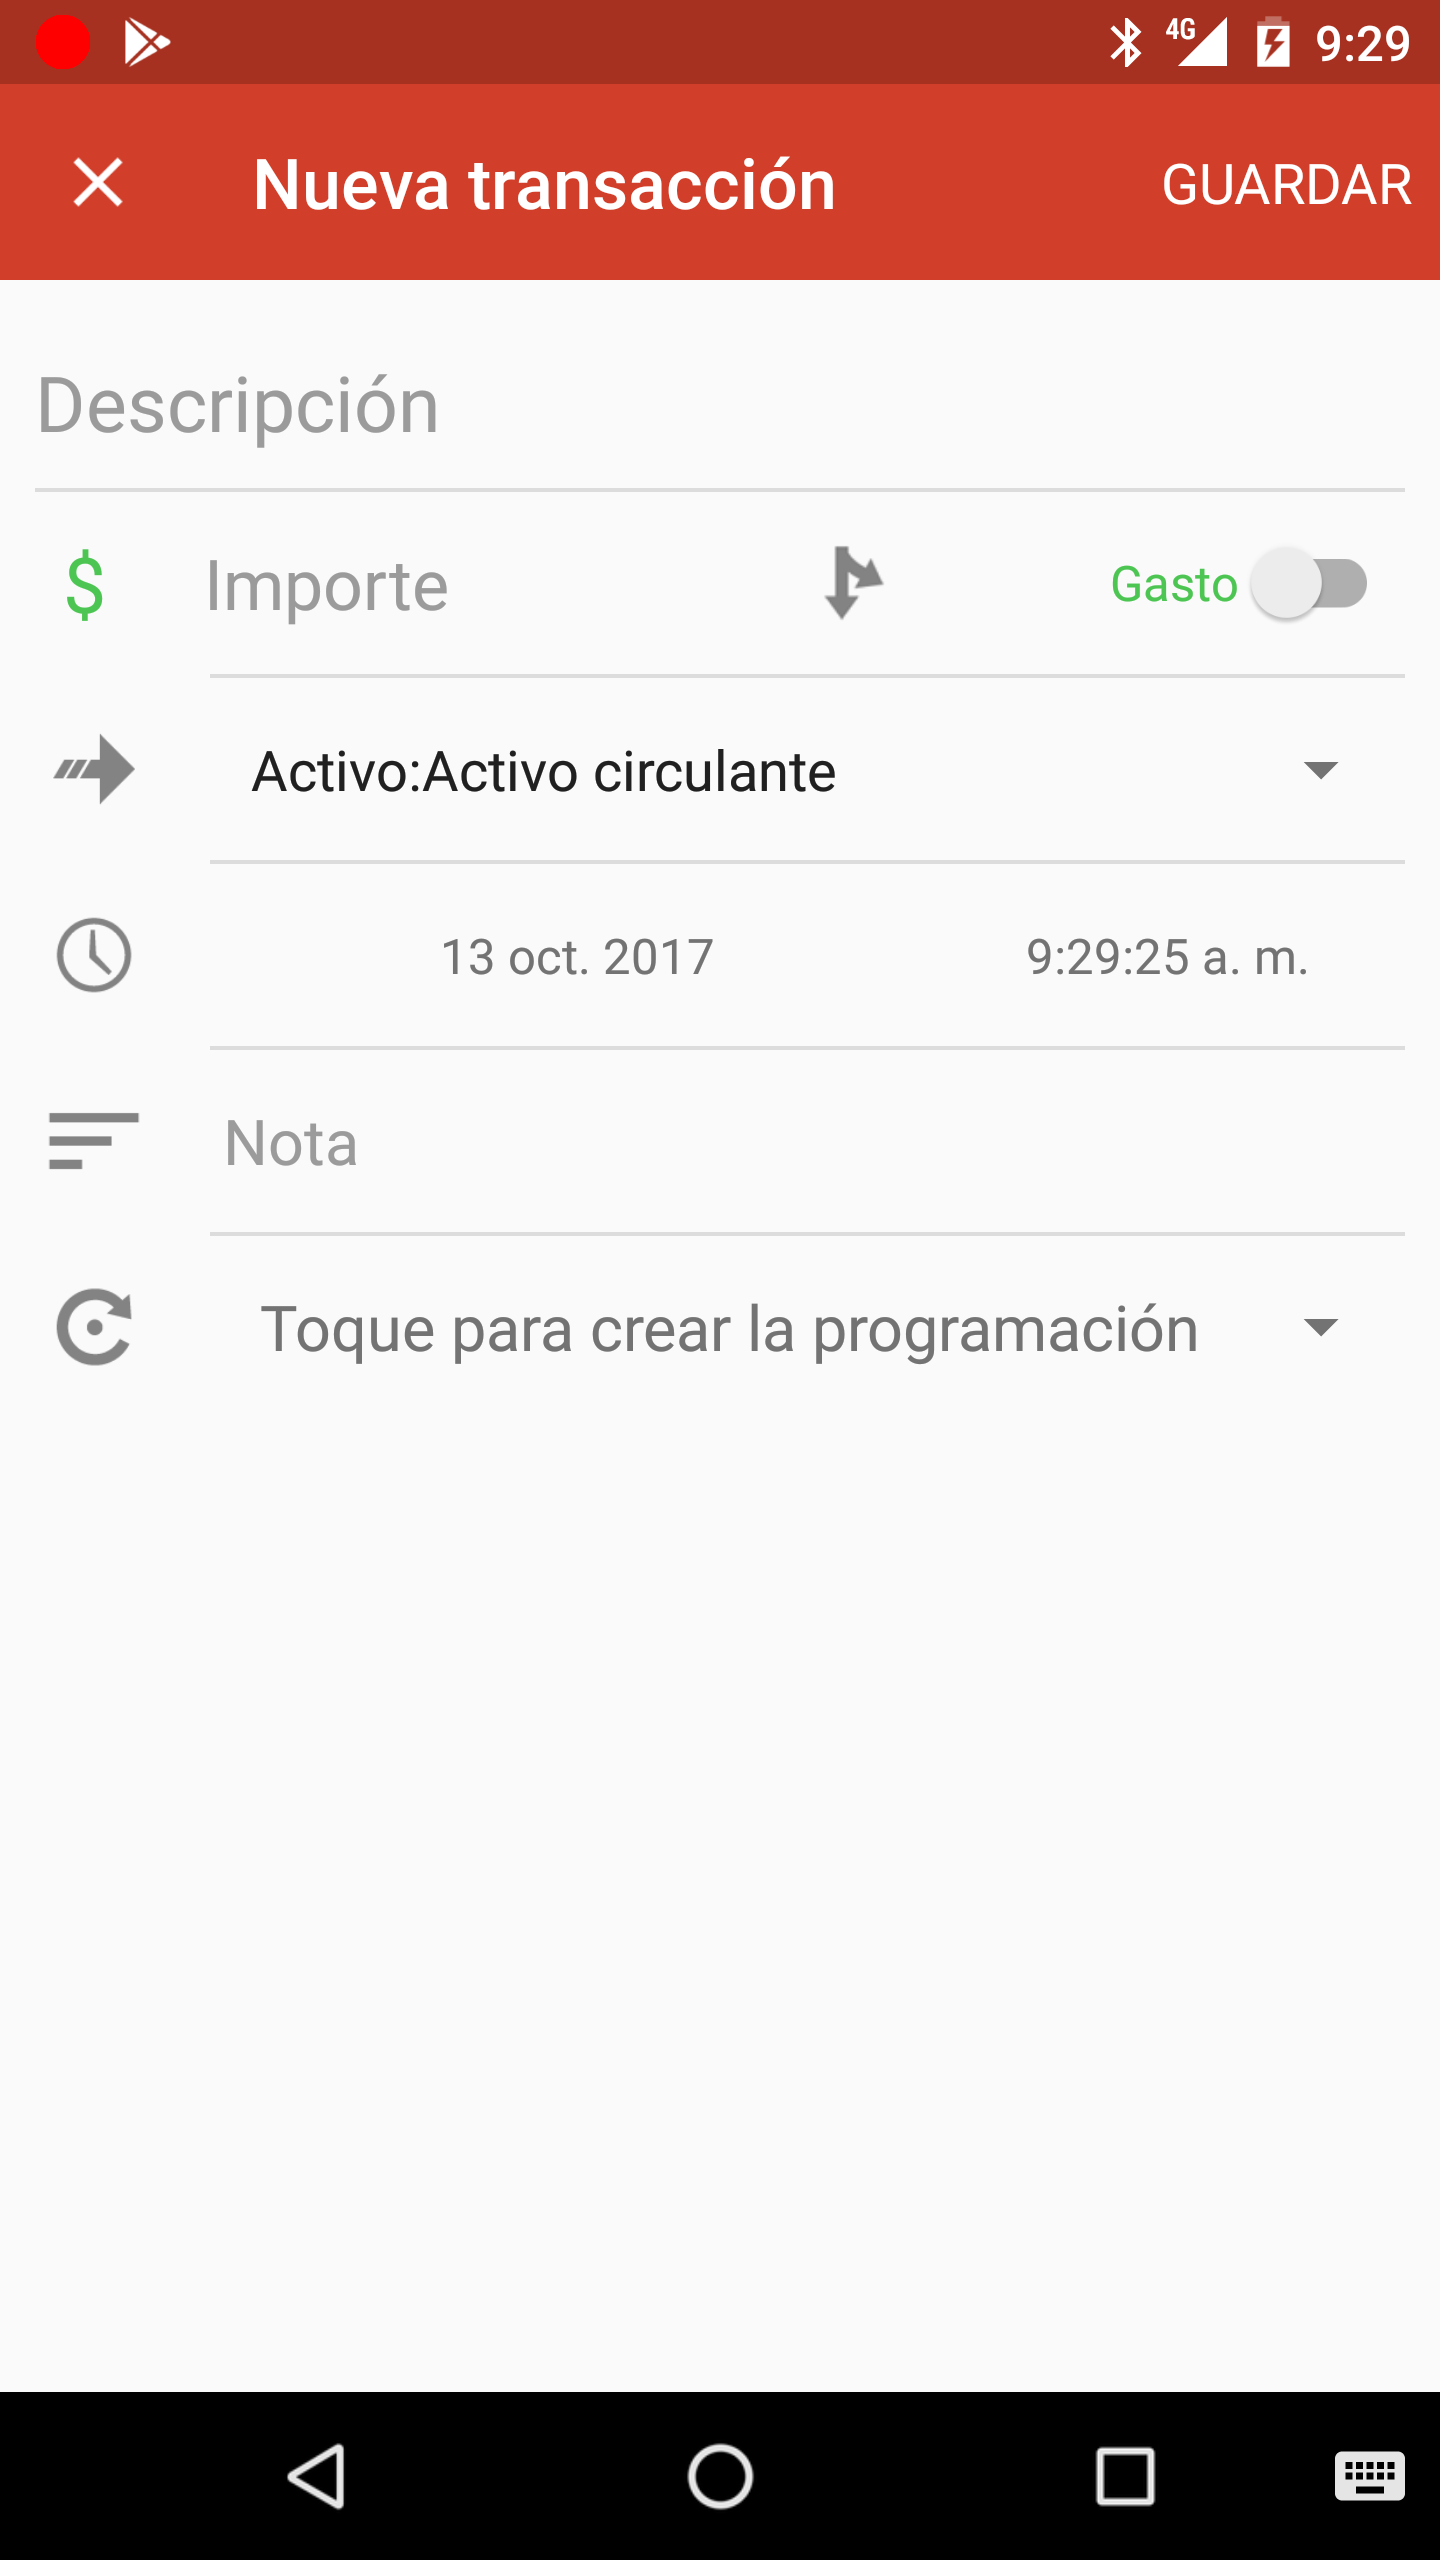 4G 9:29
Nueva transacción GUARDAR
Descripción
$ Importe Gasto
Activo:Activo circulante
13 oct. 2017 9:29:25 a. m.
Nota
Toque para crear la programación